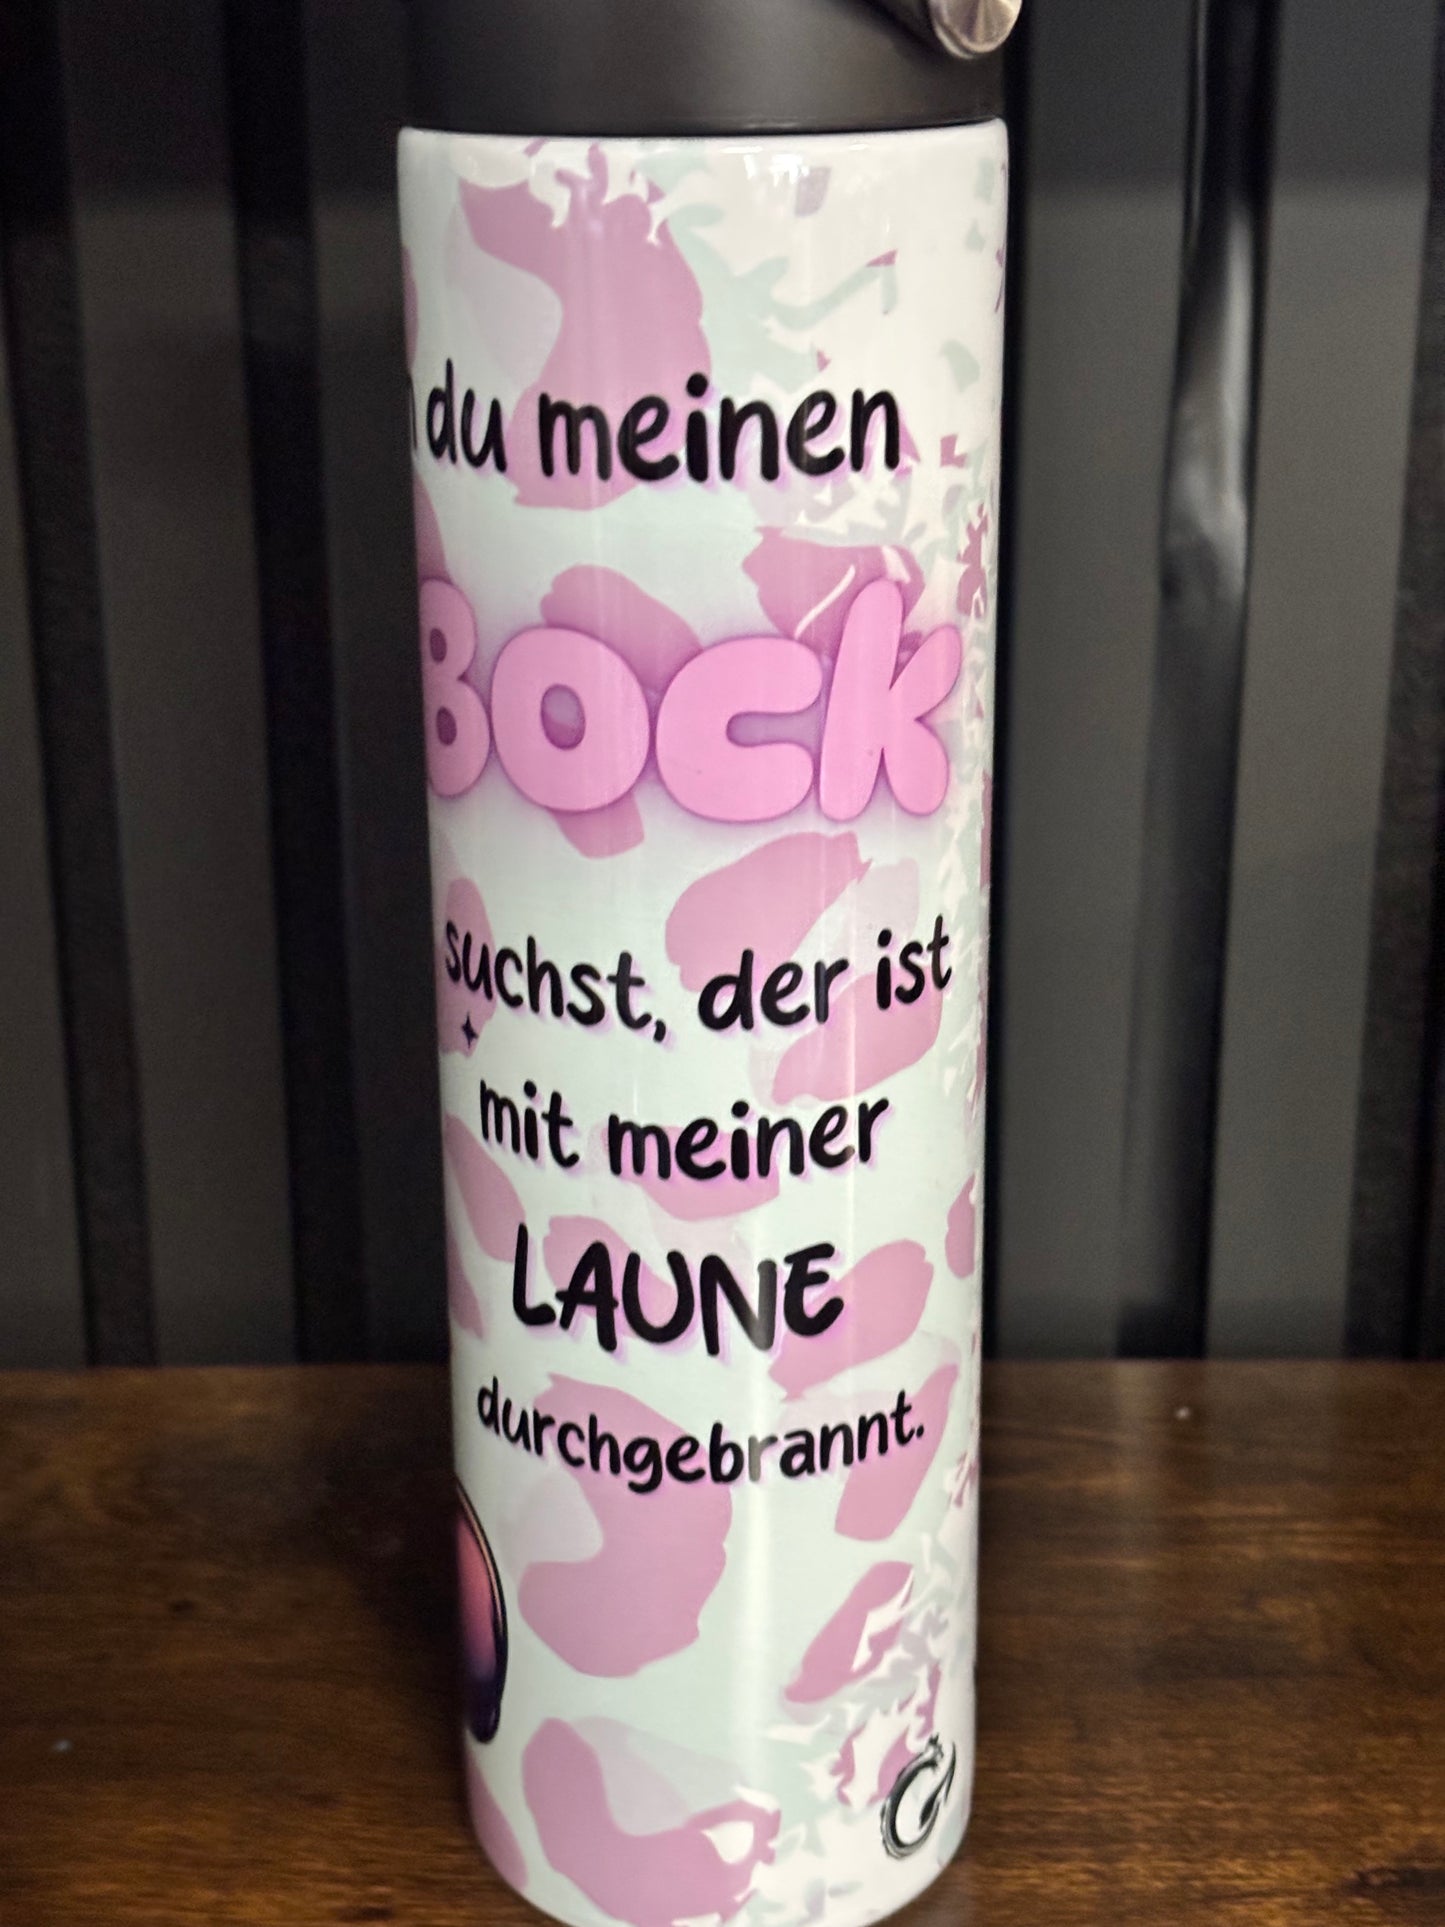 du meinen
BOCK
suchst, der ist
mit meiner
LAUNE
durchgebrannt.